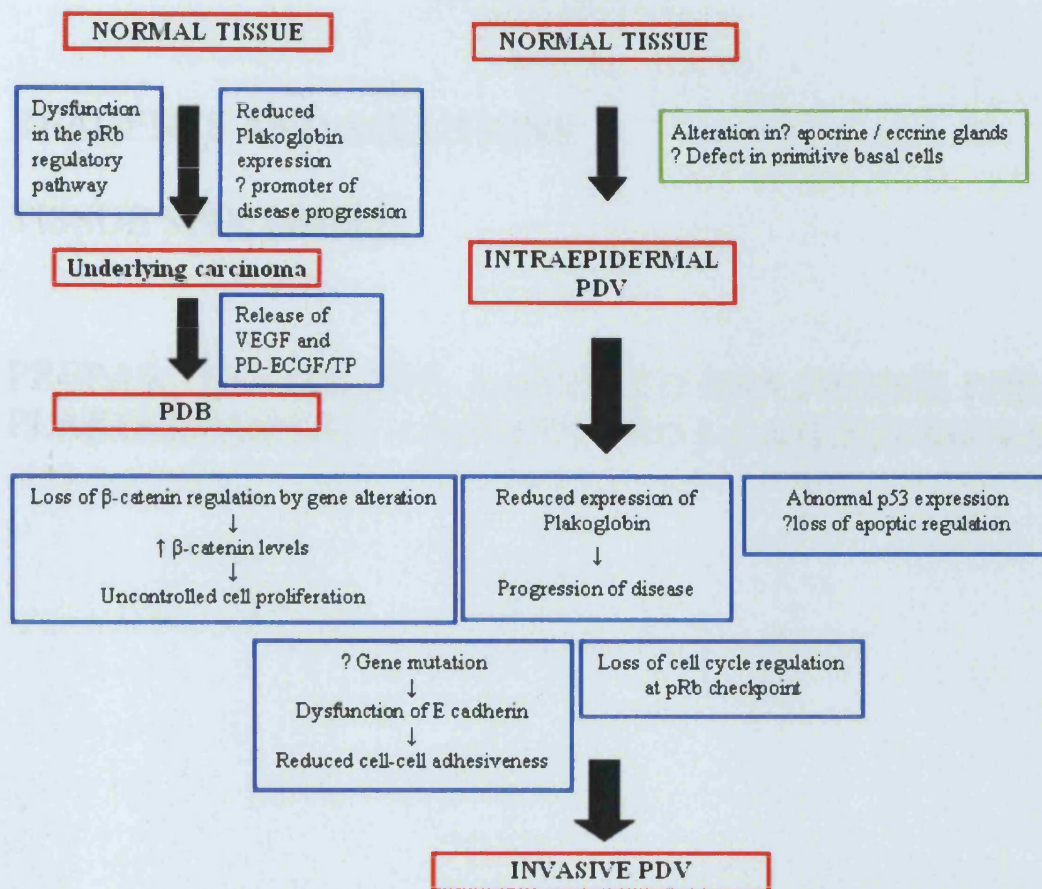 NORMAL TISSUE
Dysfunction
in the pRb
regulatory
pathway
Reduced
Plakoglobin
expression
? promoter of
disease progression
Underlying carcinoma
Release of
VEGF and
PD-ECGF/TP
PDB
NORMAL TISSUE
Alteration in? apocrine / eccrine glands
? Defect in primitive basal cells
INTRAEPIDERMAL
PDV
Loss of β-catenin regulation by gene alteration
↓
↑ β-catenin levels
↓
Uncontrolled cell proliferation
Reduced expression of
Plakoglobin
↓
Progression of disease
Abnormal p53 expression
?loss of apoptic regulation
? Gene mutation
↓
Dysfunction of E cadherin
↓
Reduced cell-cell adhesiveness
Loss of cell cycle regulation
at pRb checkpoint
INVASIVE PDV